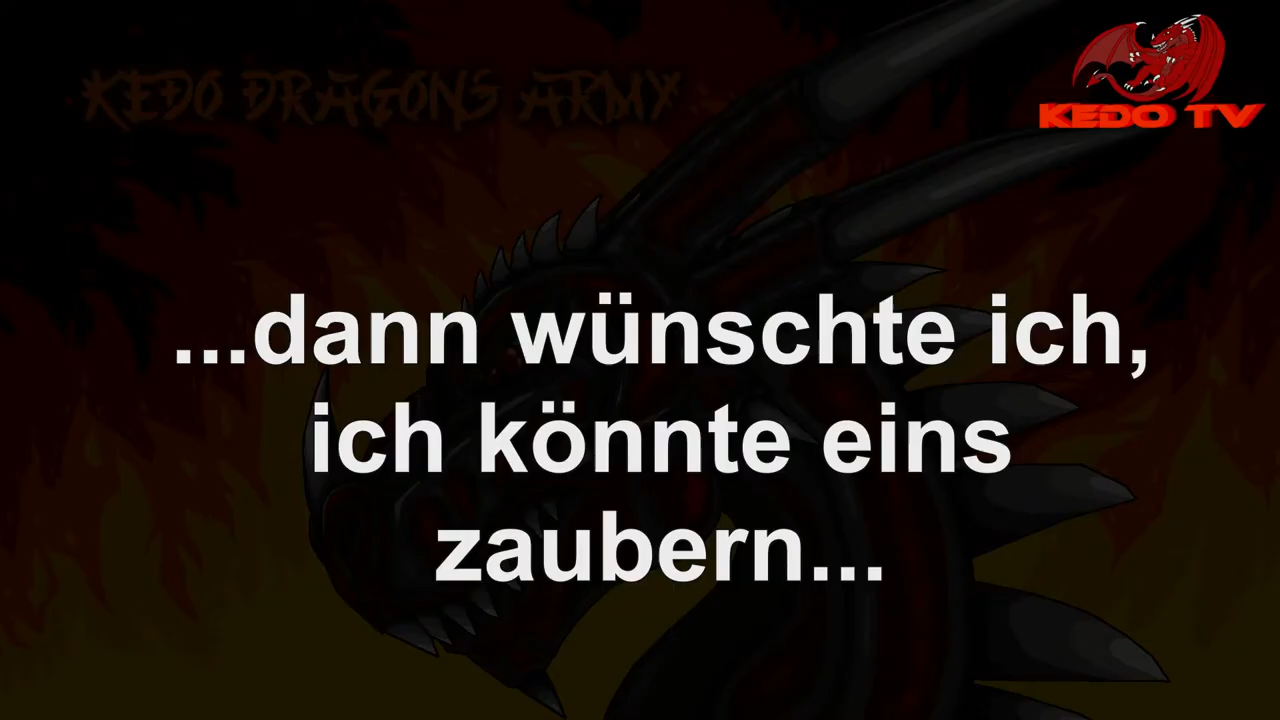 KEDO DRAGONS ARMY
KEDO TV
...dann wünschte ich,
ich könnte eins
zaubern...